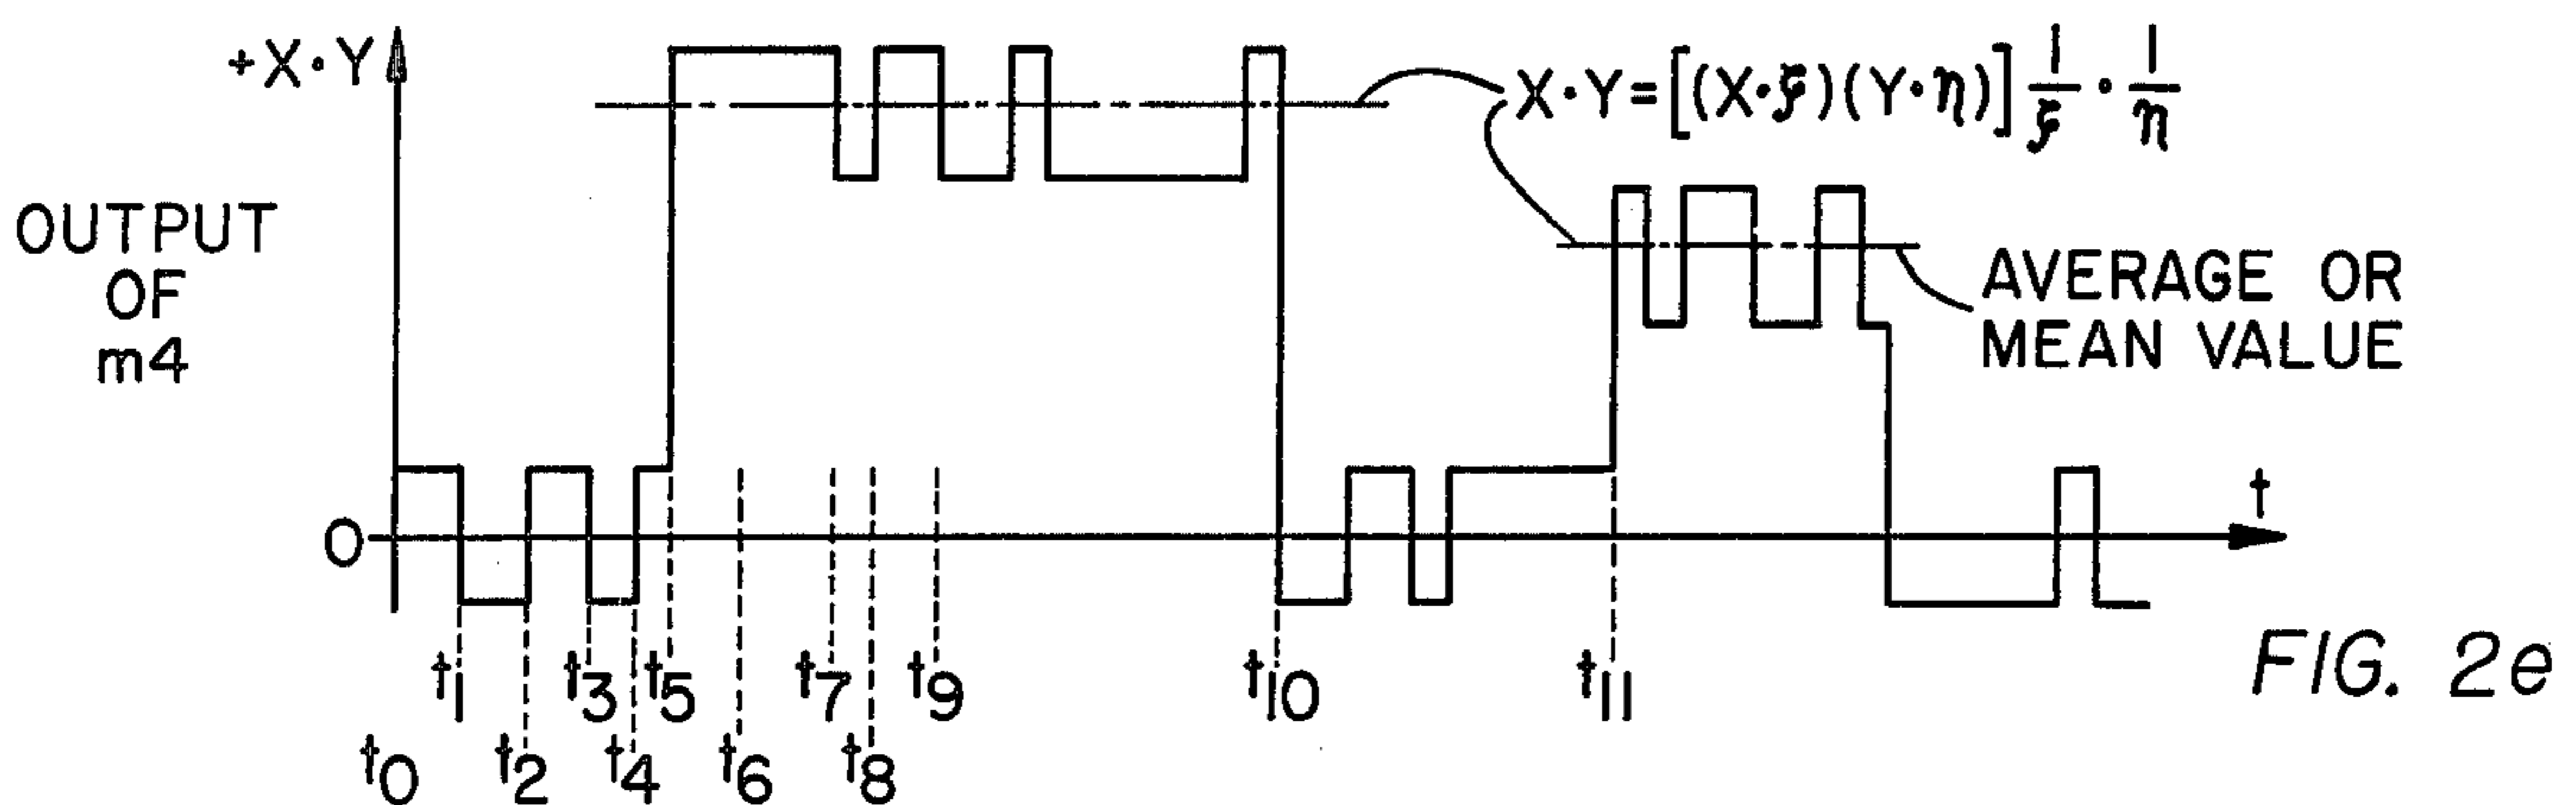 +X·Y
X·Y=[(X·ξ)(Y·η)] 1/ξ · 1/η
OUTPUT
OF
m4
AVERAGE OR
MEAN VALUE
0
t
t1 t3 t5 t7 t9 t10 t11
t0 t2 t4 t6 t8
FIG. 2e